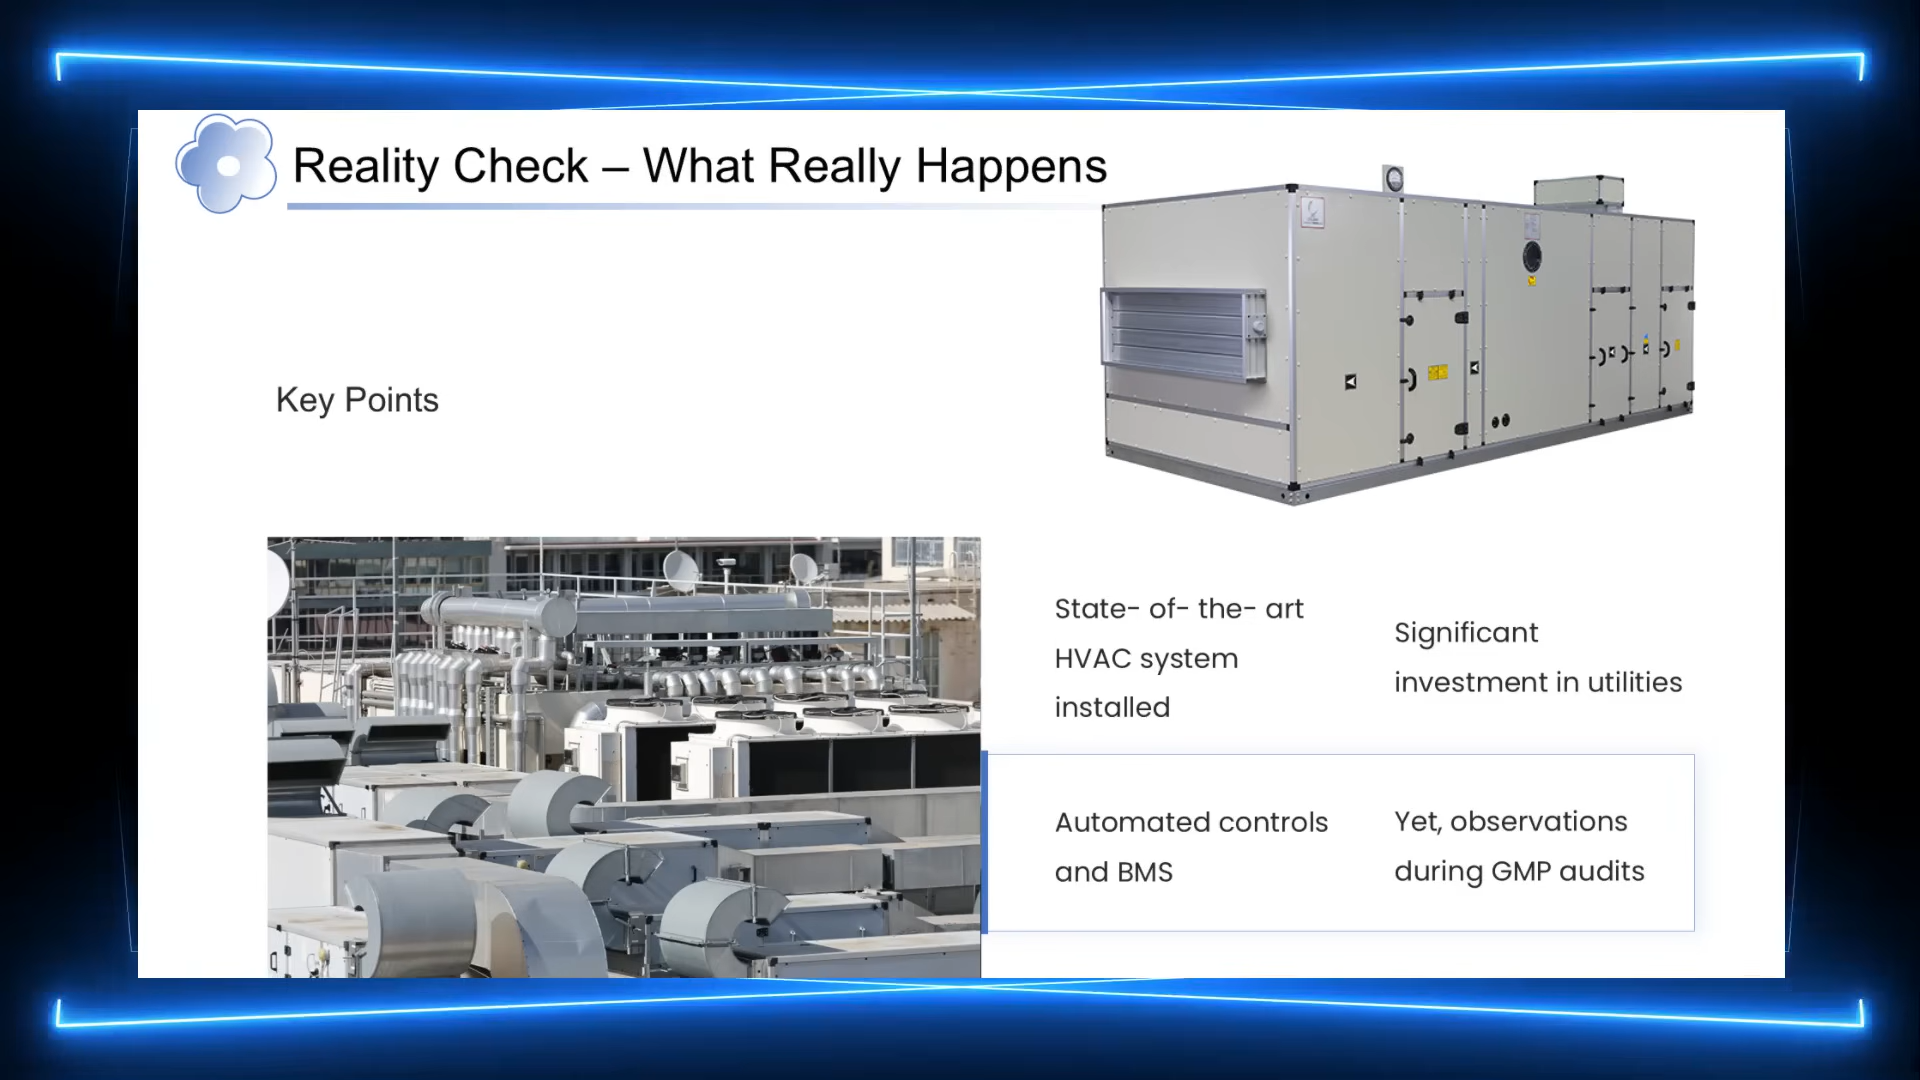 Reality Check – What Really Happens
Key Points
State- of- the- art
HVAC system
installed
Significant
investment in utilities
Automated controls
and BMS
Yet, observations
during GMP audits